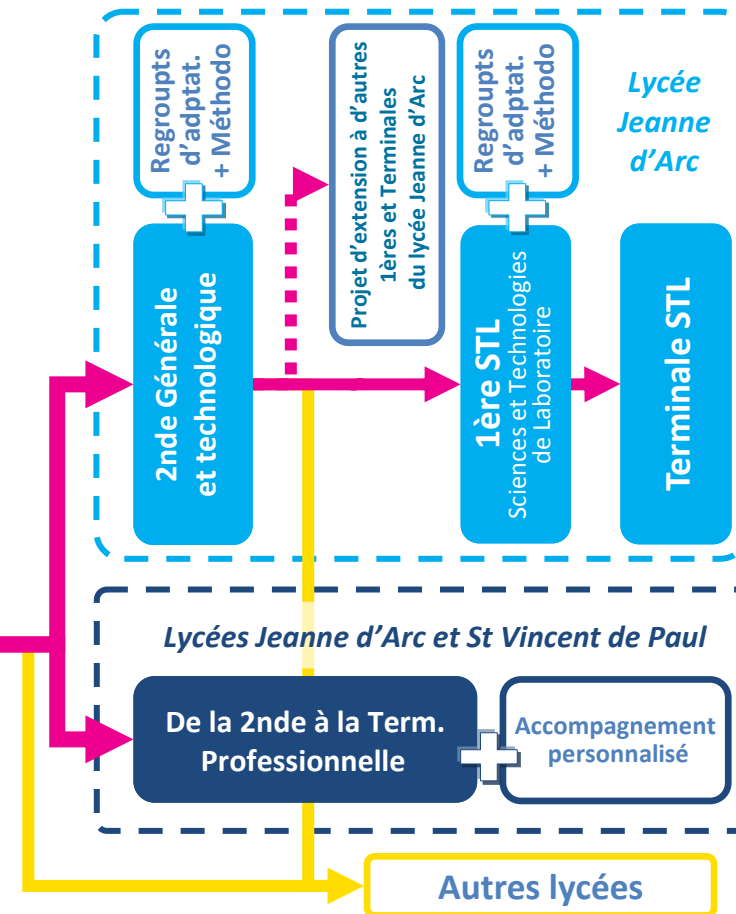 Regroupts
d'adptat.
+ Méthodo
Projet d'extension à d'autres
1ères et Terminales
du lycée Jeanne d'Arc
Regroupts
d'adptat.
+ Méthodo
Lycée
Jeanne
d'Arc
2nde Générale
et technologique
1ère STL
Sciences et Technologies
de Laboratoire
Terminale STL
Lycées Jeanne d'Arc et St Vincent de Paul
De la 2nde à la Term.
Professionnelle
Accompagnement
personnalisé
Autres lycées